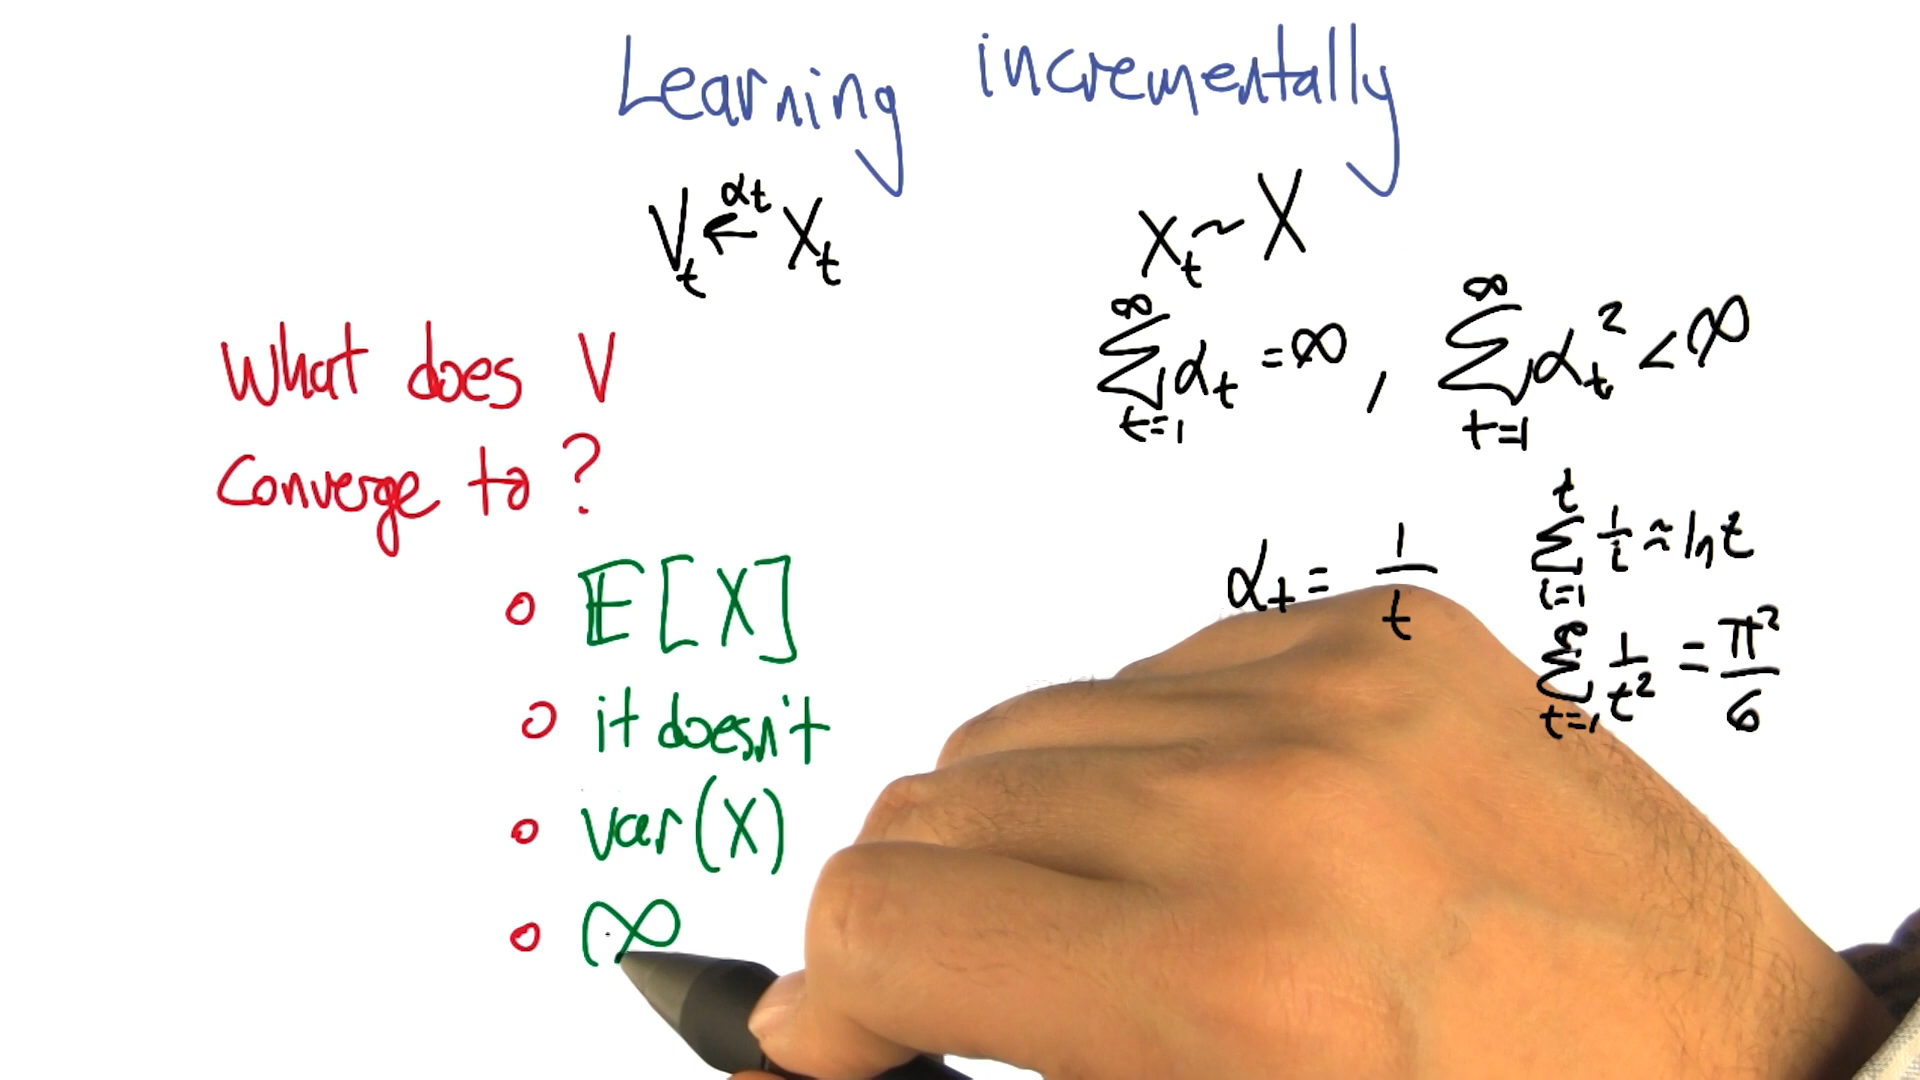 Learning incrementally
V_t ←^{α_t} X_t
x_t ~ X
∑_{t=1}^{∞} α_t = ∞, ∑_{t=1}^{∞} α_t^2 < ∞
What does V
converge to?
α_t = 1/t
∑_{i=1}^{t} 1/i ≈ ln t
∑_{t=1}^{∞} 1/t^2 = π^2/6
E[X]
it doesn't
var(X)
∞